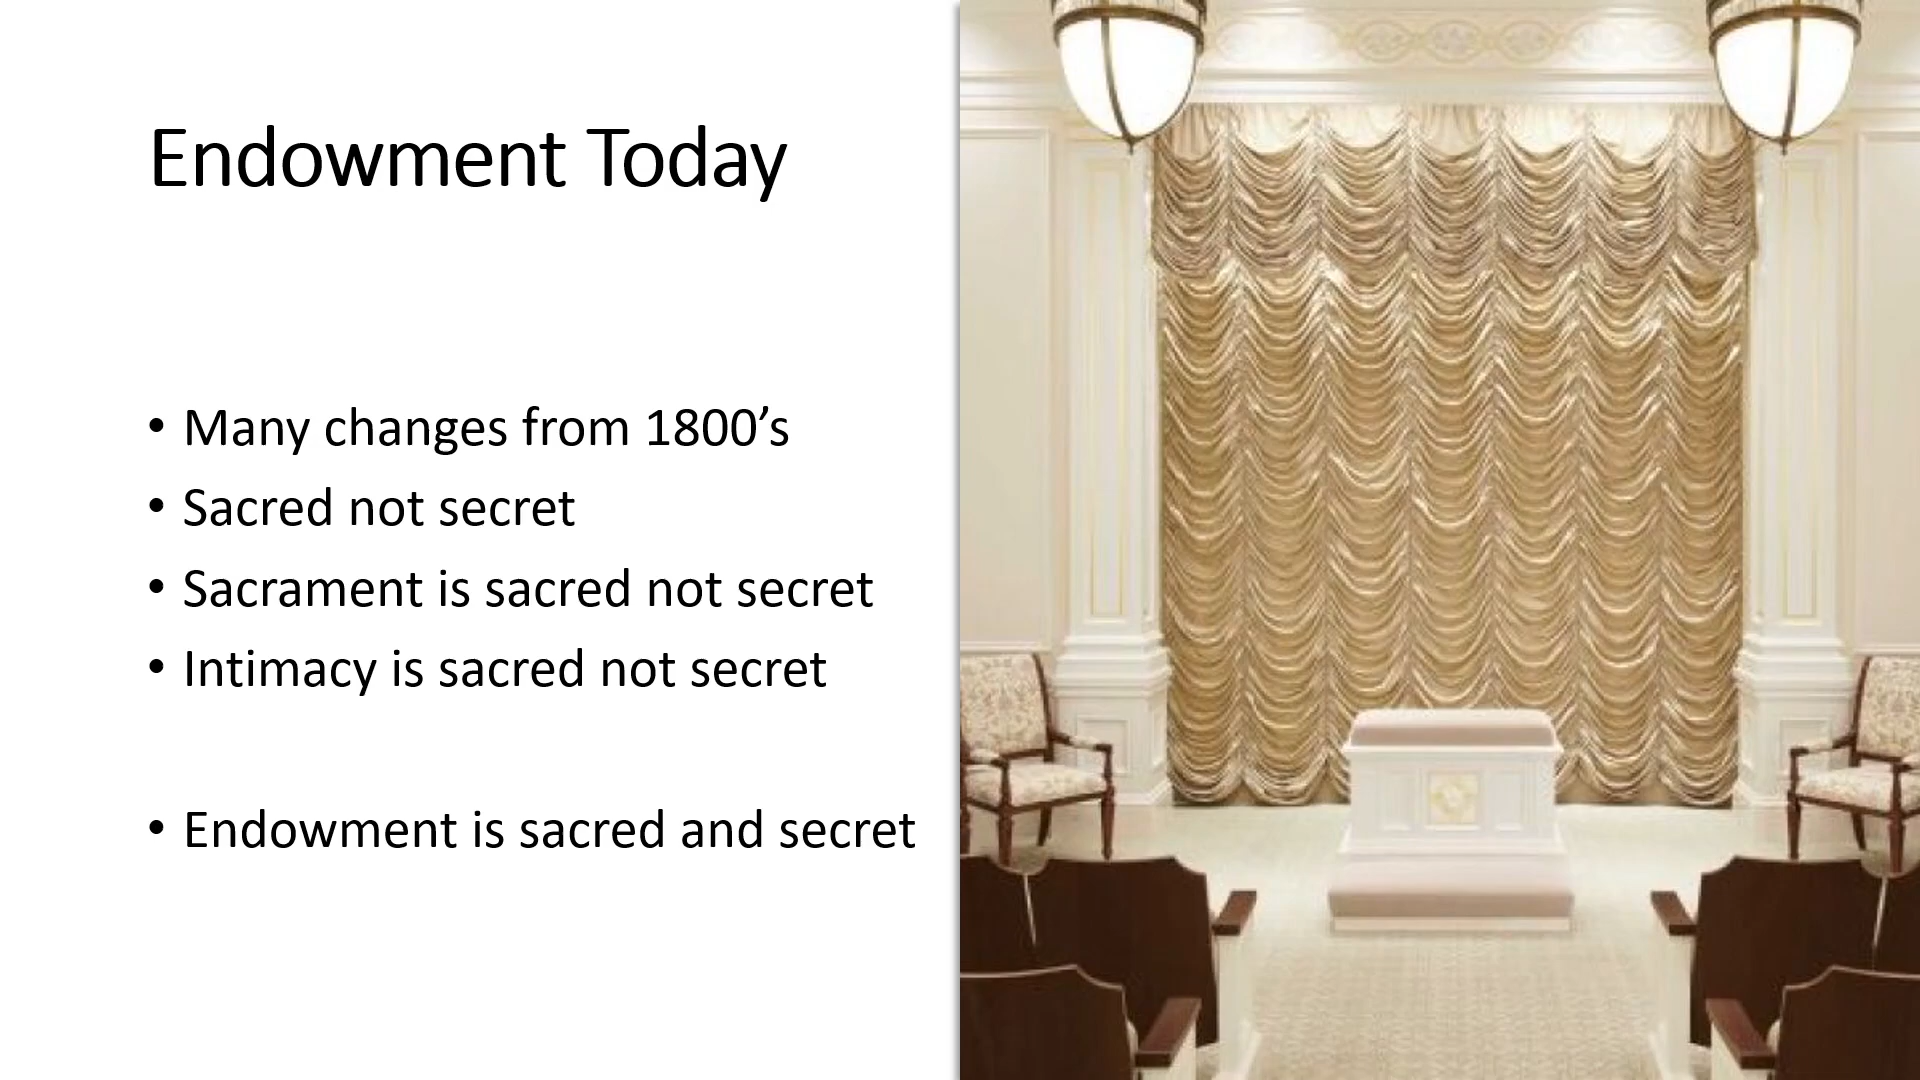 Endowment Today
• Many changes from 1800’s
• Sacred not secret
• Sacrament is sacred not secret
• Intimacy is sacred not secret
• Endowment is sacred and secret